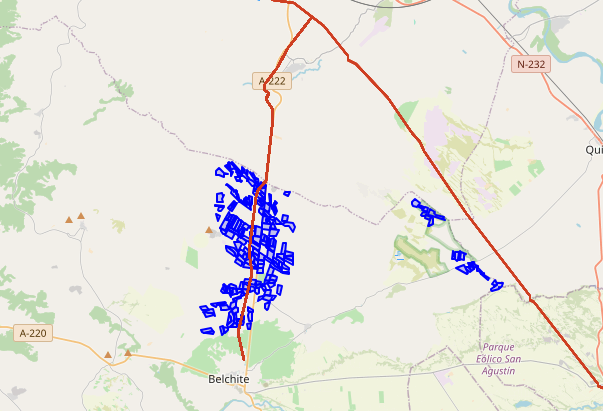 N-232
A-222
Qui
A-220
Parque
Eólico San
Agustín
Belchite